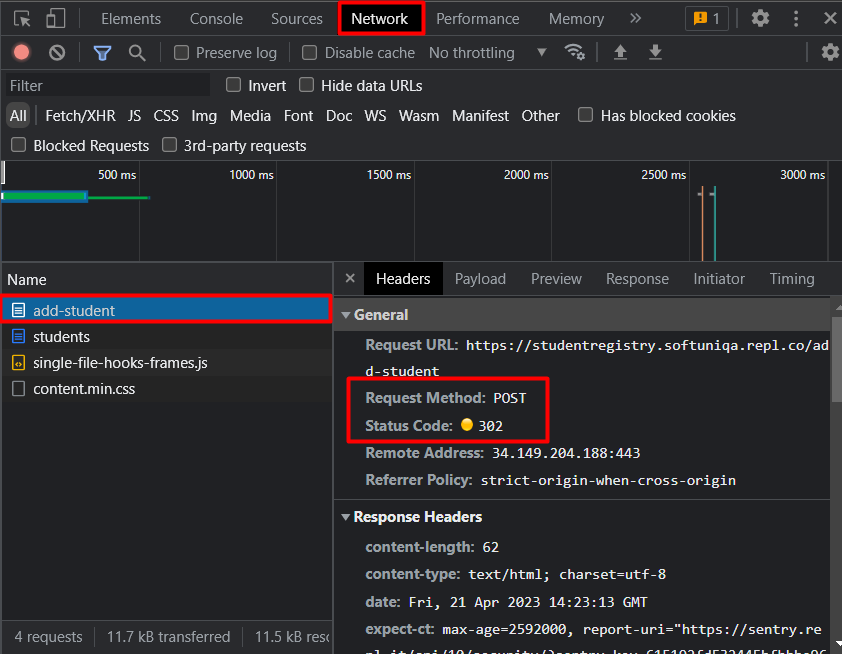 Elements Console Sources Network Performance Memory 1
Preserve log Disable cache No throttling
Filter Invert Hide data URLs
All Fetch/XHR JS CSS Img Media Font Doc WS Wasm Manifest Other Has blocked cookies
Blocked Requests 3rd-party requests
500 ms 1000 ms 1500 ms 2000 ms 2500 ms 3000 ms
Name
add-student
students
single-file-hooks-frames.js
content.min.css
4 requests 11.7 kB transferred 11.5 kB
Headers Payload Preview Response Initiator Timing
General
Request URL: https://studentregistry.softuniqa.repl.co/ad
d-student
Request Method: POST
Status Code: 302
Remote Address: 34.149.204.188:443
Referrer Policy: strict-origin-when-cross-origin
Response Headers
content-length: 62
content-type: text/html; charset=utf-8
date: Fri, 21 Apr 2023 14:23:13 GMT
expect-ct: max-age=2592000, report-uri="https://sentry.re